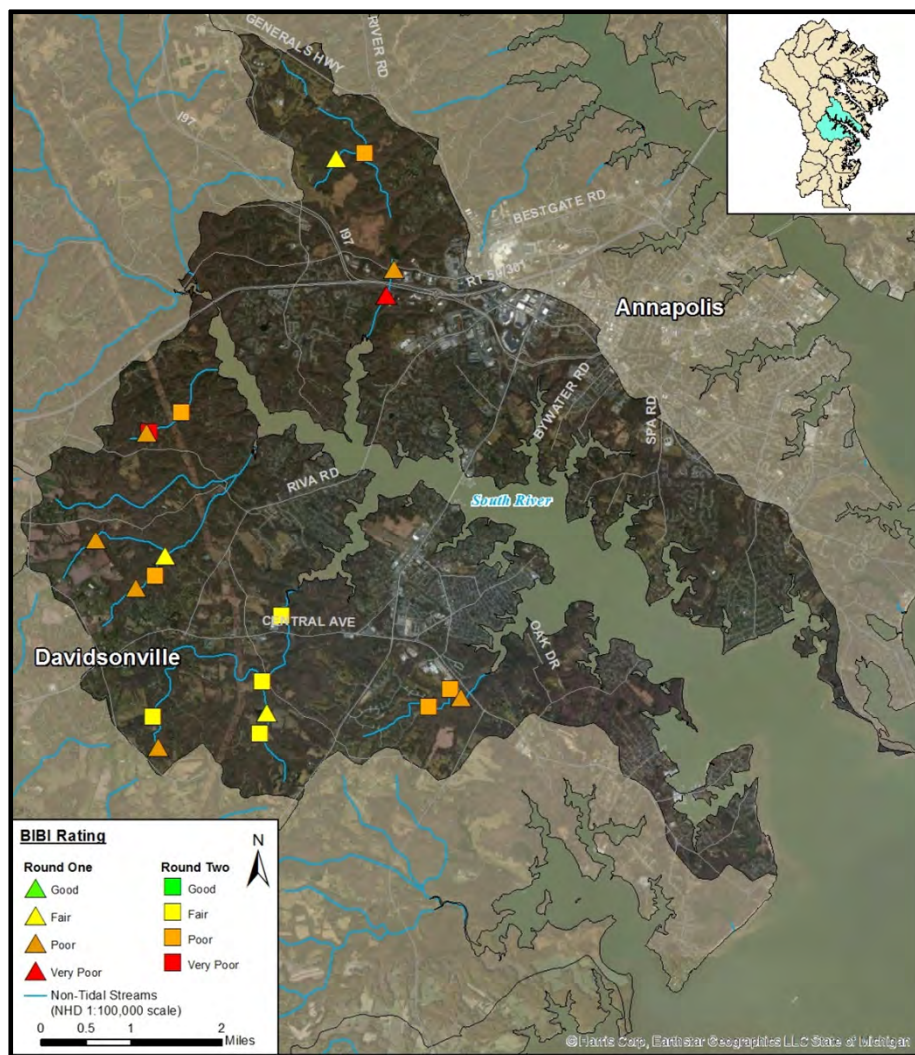 GENERALS HWY
RIVER RD
I97
I97
BESTGATE RD
RT 50/301
Annapolis
BYWATER RD
SPA RD
RIVA RD
South River
CENTRAL AVE
OAK DR
Davidsonville
BIBI Rating
N
Round One
Good
Fair
Poor
Very Poor
Round Two
Good
Fair
Poor
Very Poor
Non-Tidal Streams
(NHD 1:100,000 scale)
0 0.5 1 2
Miles
©Harris Corp, Earthstar Geographics LLC State of Michigan